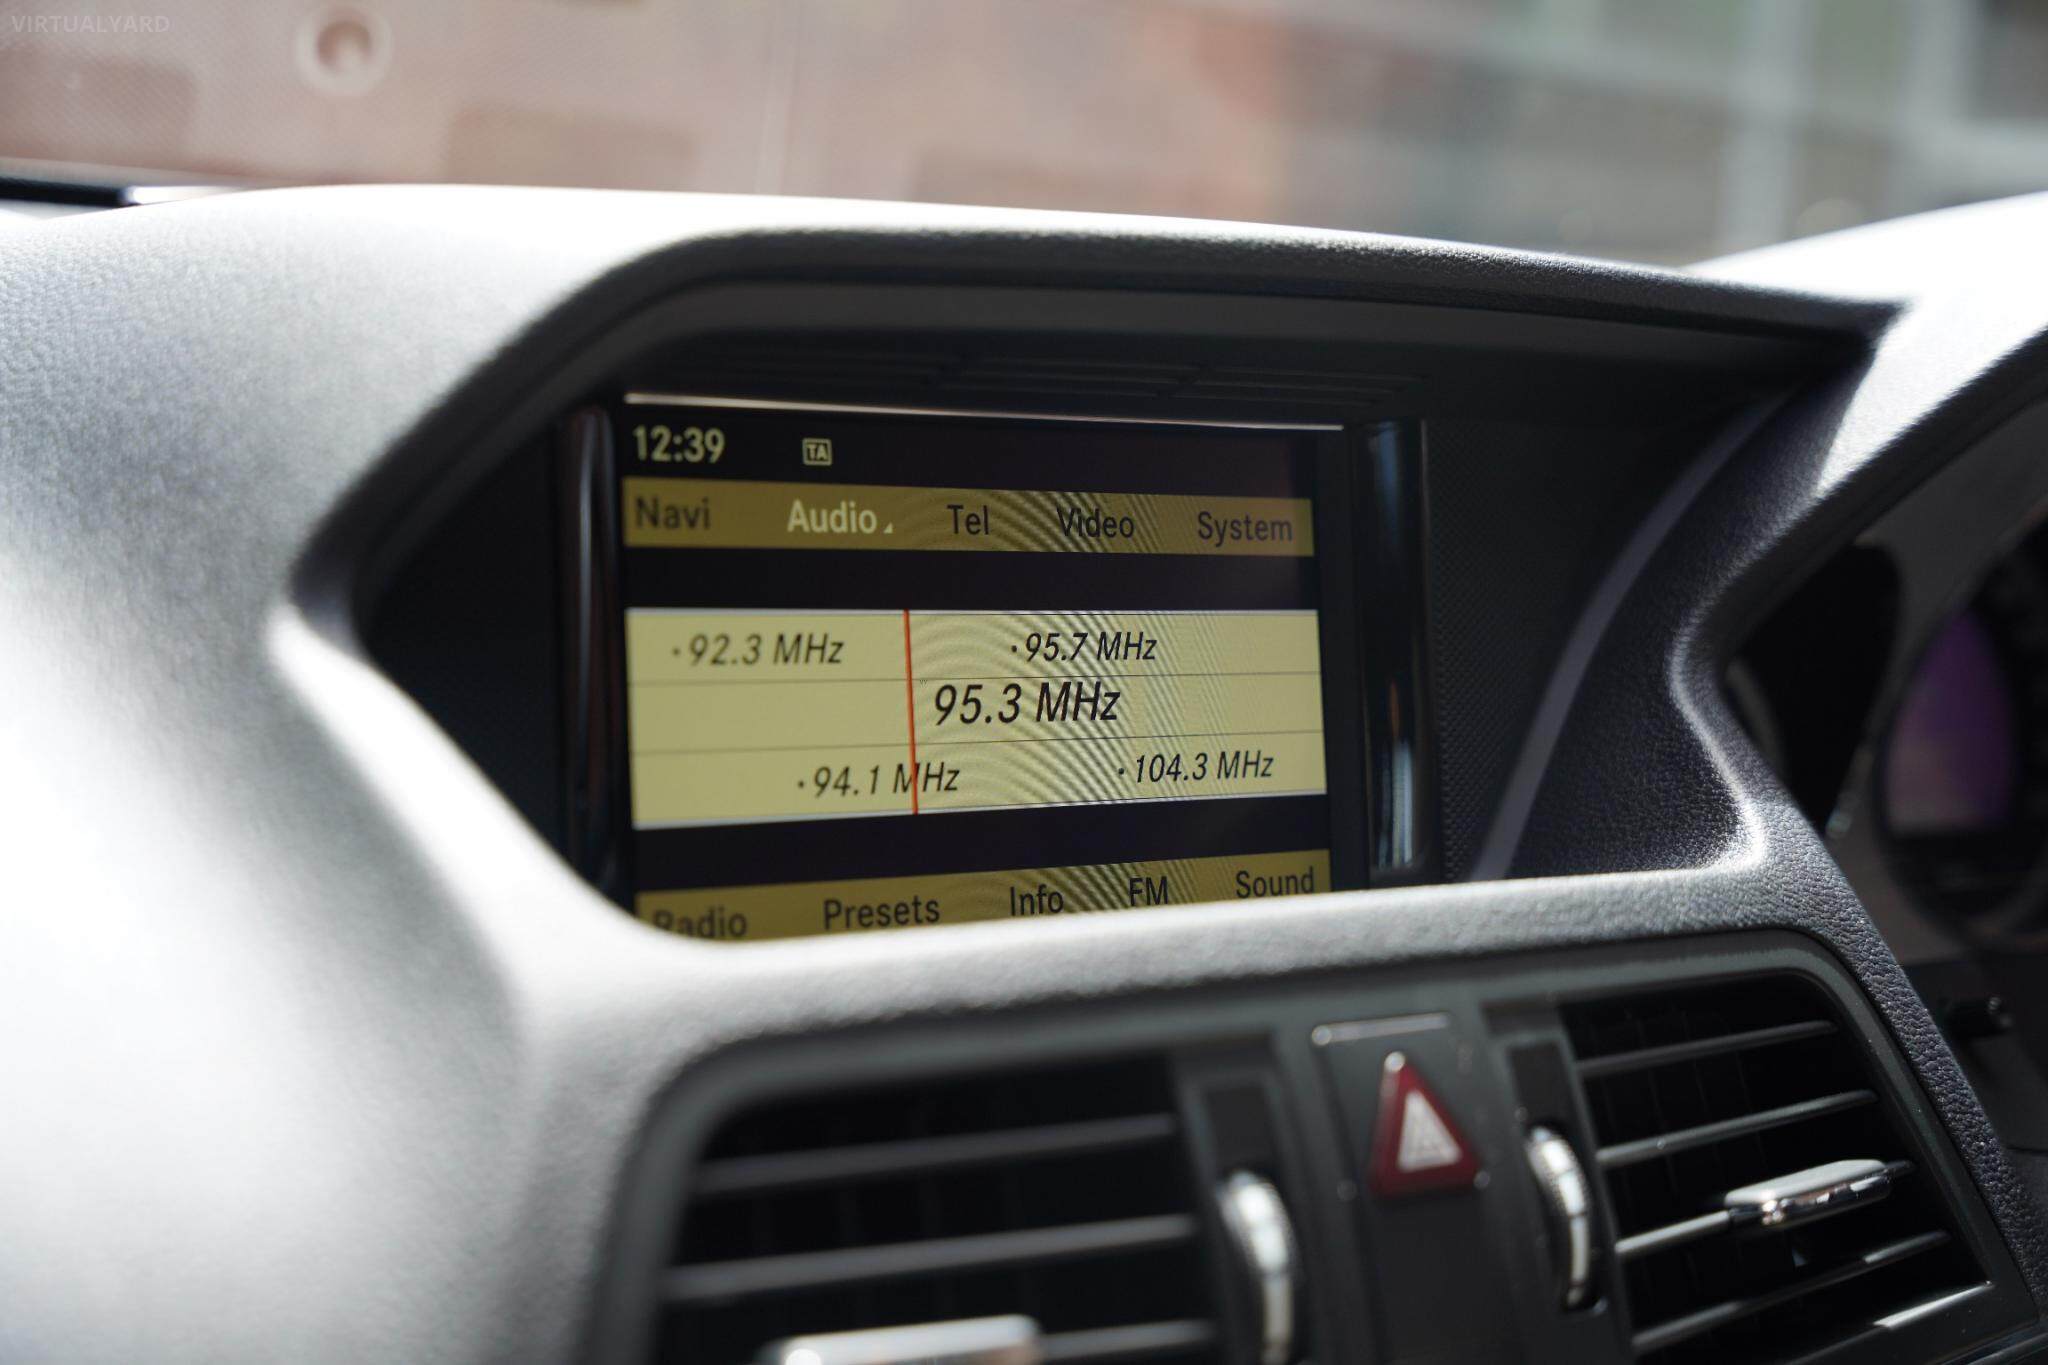 VIRTUALYARD
12:39 TA
Navi Audio Tel Video System
·92.3 MHz ·95.7 MHz
95.3 MHz
·94.1 MHz ·104.3 MHz
Radio Presets Info FM Sound